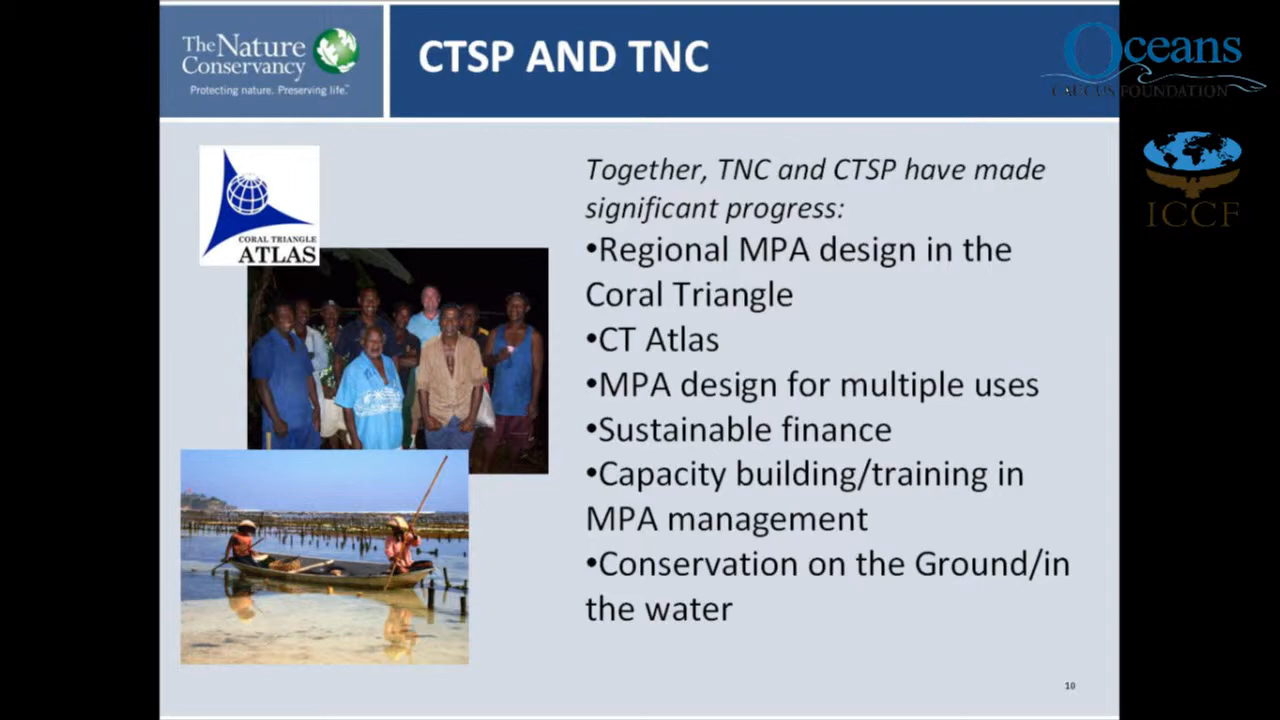 The Nature
Conservancy
Protecting nature. Preserving life.™
CTSP AND TNC
Oceans
CAUCUS FOUNDATION
ICCF
CORAL TRIANGLE
ATLAS
Together, TNC and CTSP have made
significant progress:
•Regional MPA design in the
Coral Triangle
•CT Atlas
•MPA design for multiple uses
•Sustainable finance
•Capacity building/training in
MPA management
•Conservation on the Ground/in
the water
10